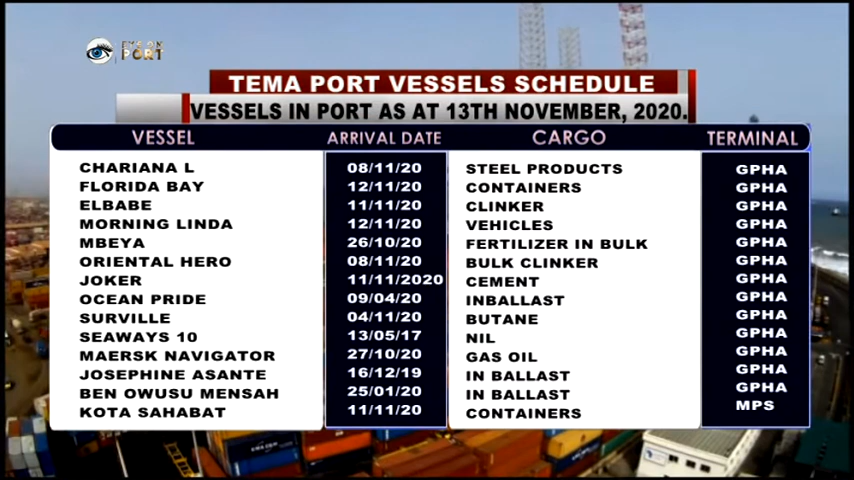 EYE ON
PORT
TEMA PORT VESSELS SCHEDULE
VESSELS IN PORT AS AT 13TH NOVEMBER, 2020.
VESSEL ARRIVAL DATE CARGO TERMINAL
CHARIANA L 08/11/20 STEEL PRODUCTS GPHA
FLORIDA BAY 12/11/20 CONTAINERS GPHA
ELBABE 11/11/20 CLINKER GPHA
MORNING LINDA 12/11/20 VEHICLES GPHA
MBEYA 26/10/20 FERTILIZER IN BULK GPHA
ORIENTAL HERO 08/11/20 BULK CLINKER GPHA
JOKER 11/11/2020 CEMENT GPHA
OCEAN PRIDE 09/04/20 INBALLAST GPHA
SURVILLE 04/11/20 BUTANE GPHA
SEAWAYS 10 13/05/17 NIL GPHA
MAERSK NAVIGATOR 27/10/20 GAS OIL GPHA
JOSEPHINE ASANTE 16/12/19 IN BALLAST GPHA
BEN OWUSU MENSAH 25/01/20 IN BALLAST GPHA
KOTA SAHABAT 11/11/20 CONTAINERS MPS